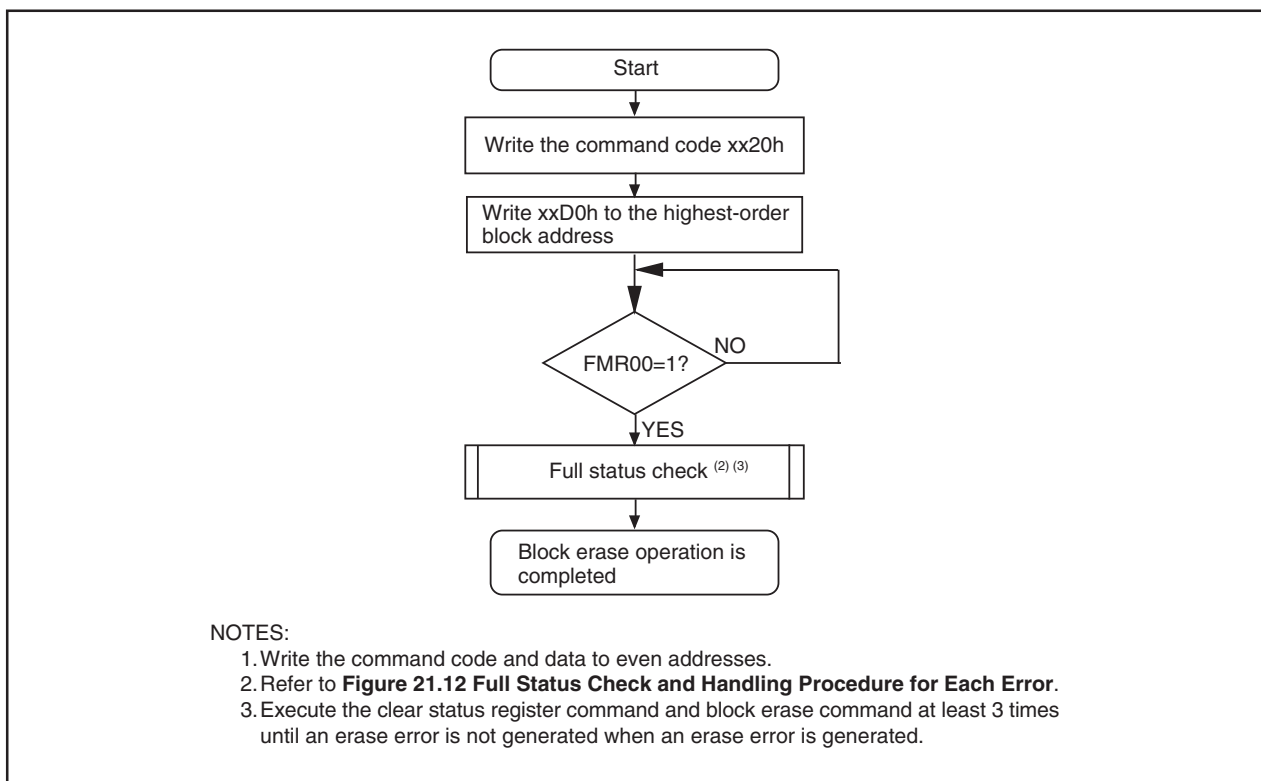 Start
Write the command code xx20h
Write xxD0h to the highest-order
block address
FMR00=1?
NO
YES
Full status check (2) (3)
Block erase operation is
completed
NOTES:
1. Write the command code and data to even addresses.
2. Refer to Figure 21.12 Full Status Check and Handling Procedure for Each Error.
3. Execute the clear status register command and block erase command at least 3 times
until an erase error is not generated when an erase error is generated.